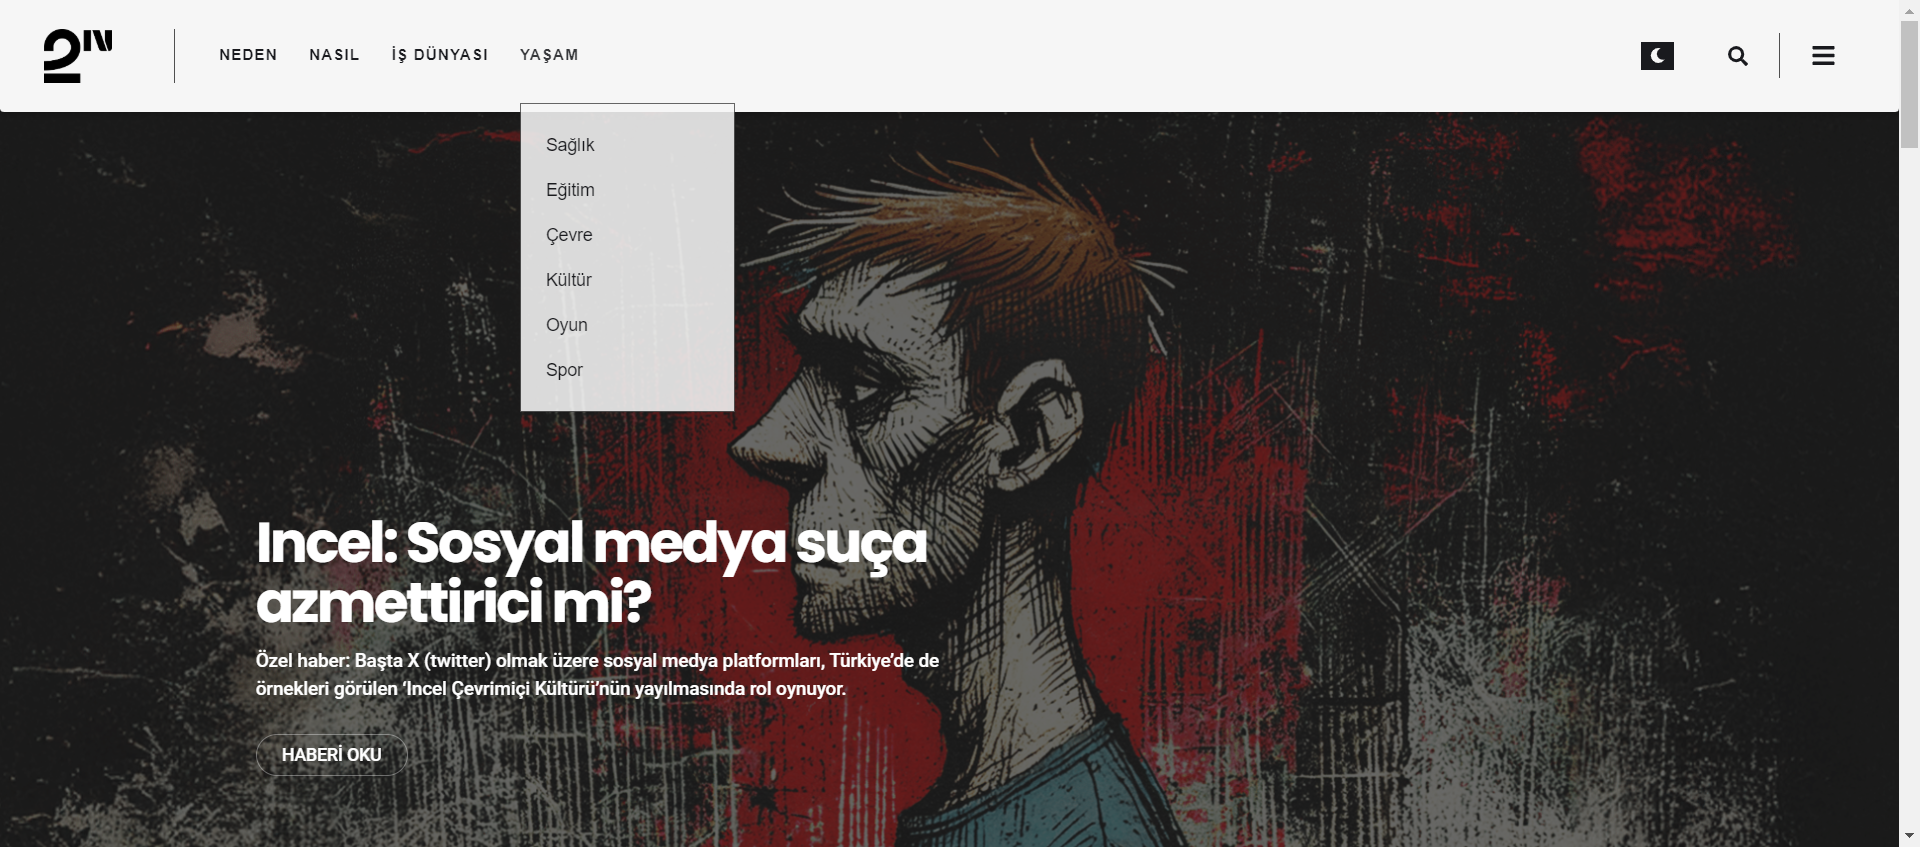 2N
NEDEN NASIL İŞ DÜNYASI YAŞAM
Sağlık
Eğitim
Çevre
Kültür
Oyun
Spor
Incel: Sosyal medya suça
azmettirici mi?
Özel haber: Başta X (twitter) olmak üzere sosyal medya platformları, Türkiye’de de
örnekleri görülen ‘Incel Çevrimiçi Kültürü’nün yayılmasında rol oynuyor.
HABERİ OKU